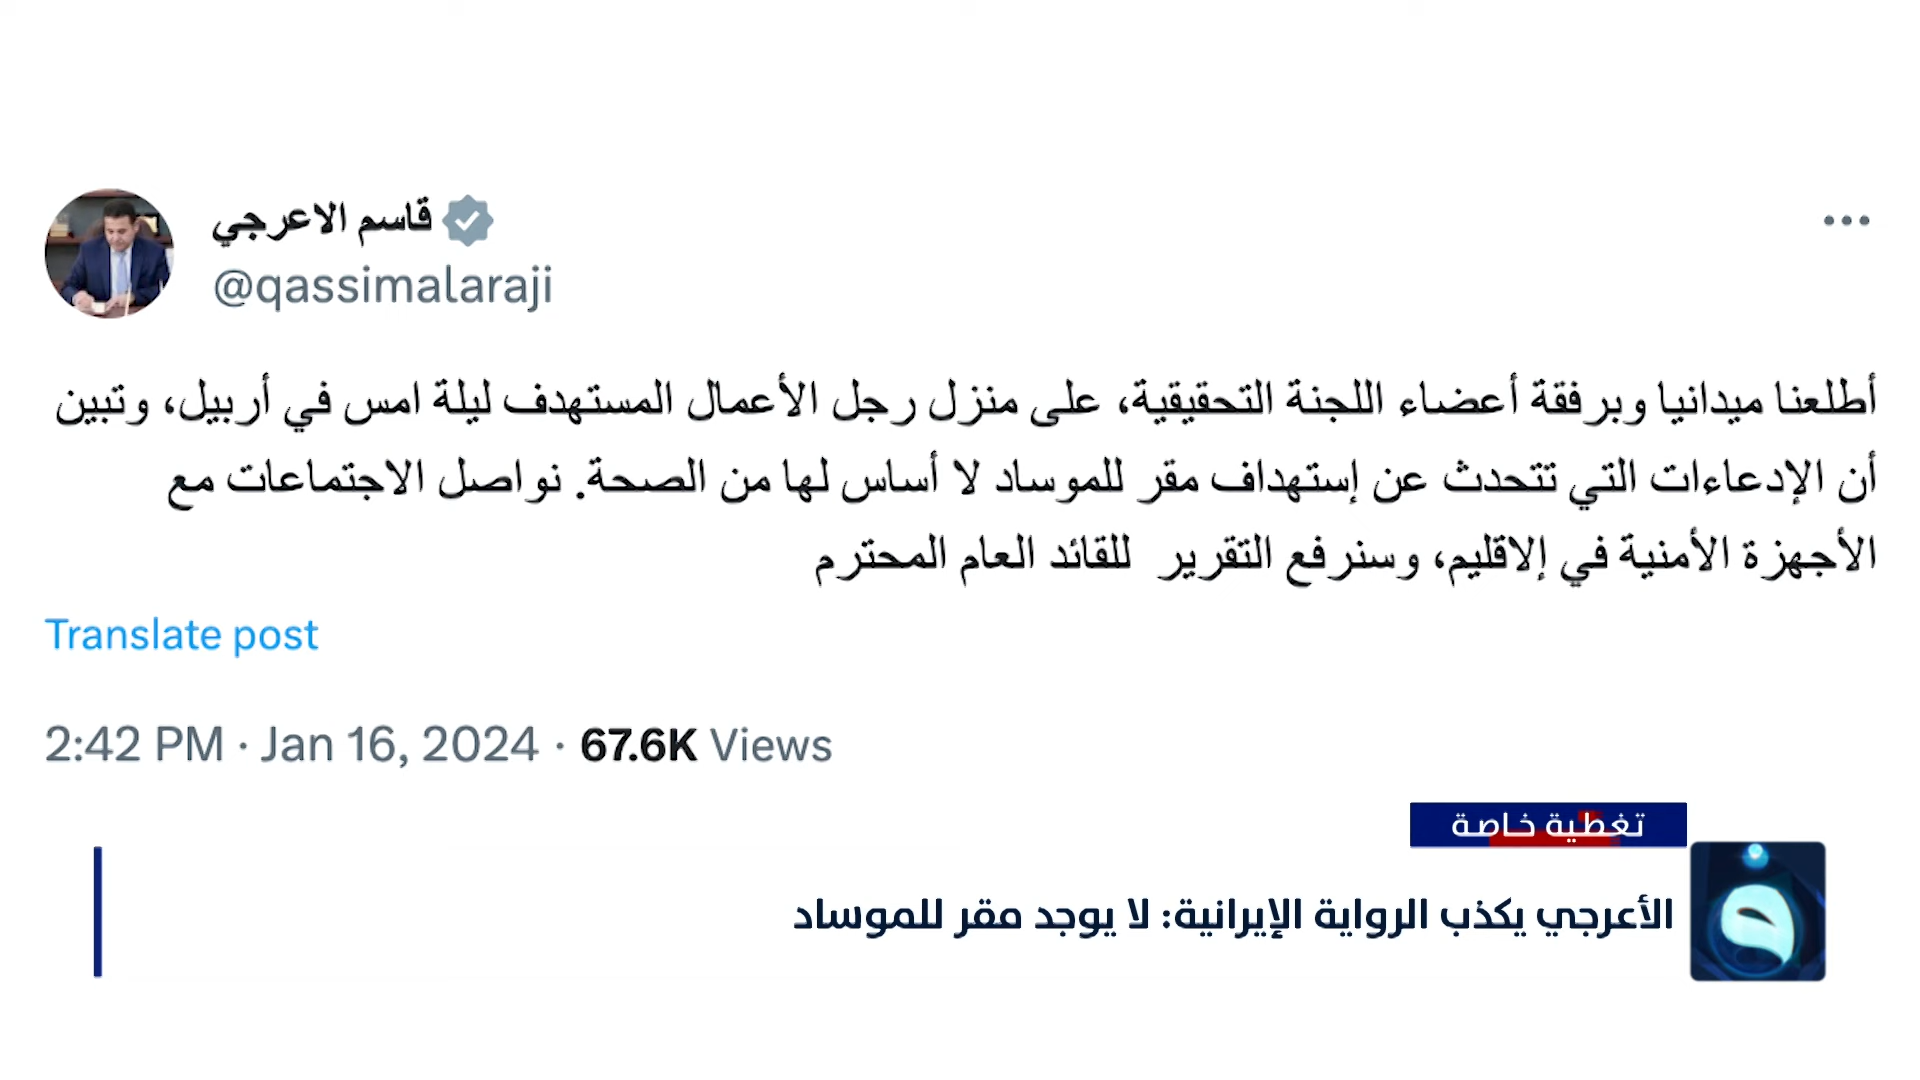 قاسم الاعرجي
@qassimalaraji
أطلعنا ميدانيا وبرفقة أعضاء اللجنة التحقيقية، على منزل رجل الأعمال المستهدف ليلة امس في أربيل، وتبين
أن الإدعاءات التي تتحدث عن إستهداف مقر للموساد لا أساس لها من الصحة. نواصل الاجتماعات مع
الأجهزة الأمنية في إلاقليم، وسنرفع التقرير  للقائد العام المحترم
Translate post
2:42 PM · Jan 16, 2024 · 67.6K Views
تغطية خاصة
الأعرجي يكذب الرواية الإيرانية: لا يوجد مقر للموساد